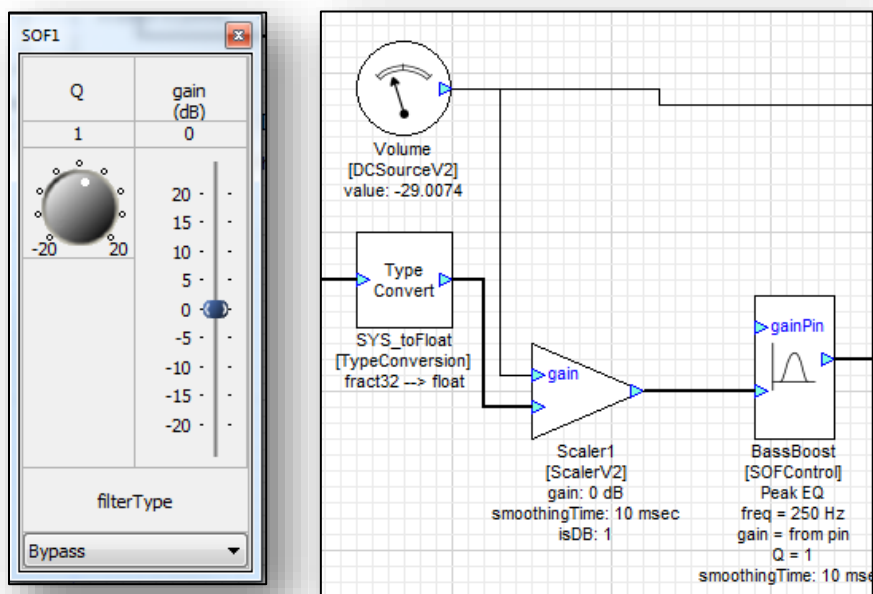 SOF1
Q
gain
(dB)
1
0
-20
20
20
15
10
5
0
-5
-10
-15
-20
filterType
Bypass
Volume
[DCSourceV2]
value: -29.0074
Type
Convert
SYS_toFloat
[TypeConversion]
fract32 --> float
gain
Scaler1
[ScalerV2]
gain: 0 dB
smoothingTime: 10 msec
isDB: 1
gainPin
BassBoost
[SOFControl]
Peak EQ
freq = 250 Hz
gain = from pin
Q = 1
smoothingTime: 10 mse